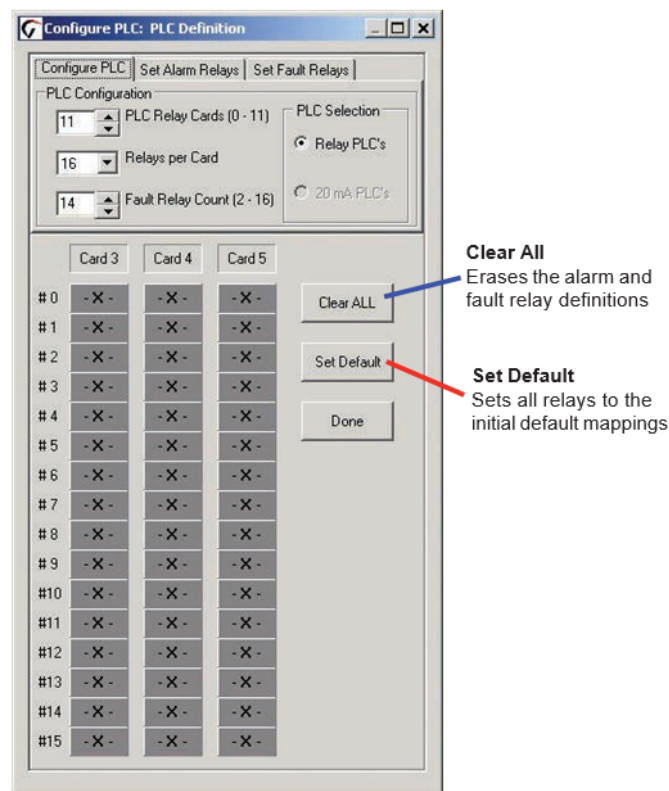 Configure PLC: PLC Definition
Configure PLC Set Alarm Relays Set Fault Relays
PLC Configuration
11 PLC Relay Cards (0 - 11)
16 Relays per Card
14 Fault Relay Count (2 - 16)
PLC Selection
Relay PLC's
20 mA PLC's
Card 3 Card 4 Card 5
# 0 - X - - X - - X -
# 1 - X - - X - - X -
# 2 - X - - X - - X -
# 3 - X - - X - - X -
# 4 - X - - X - - X -
# 5 - X - - X - - X -
# 6 - X - - X - - X -
# 7 - X - - X - - X -
# 8 - X - - X - - X -
# 9 - X - - X - - X -
#10 - X - - X - - X -
#11 - X - - X - - X -
#12 - X - - X - - X -
#13 - X - - X - - X -
#14 - X - - X - - X -
#15 - X - - X - - X -
Clear ALL
Set Default
Done
Clear All
Erases the alarm and
fault relay definitions
Set Default
Sets all relays to the
initial default mappings